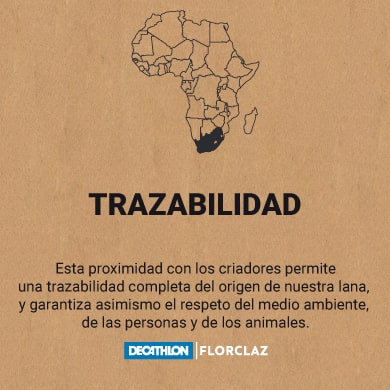 TRAZABILIDAD
Esta proximidad con los criadores permite
una trazabilidad completa del origen de nuestra lana,
y garantiza asimismo el respeto del medio ambiente,
de las personas y de los animales.
DECATHLON | FLORCLAZ